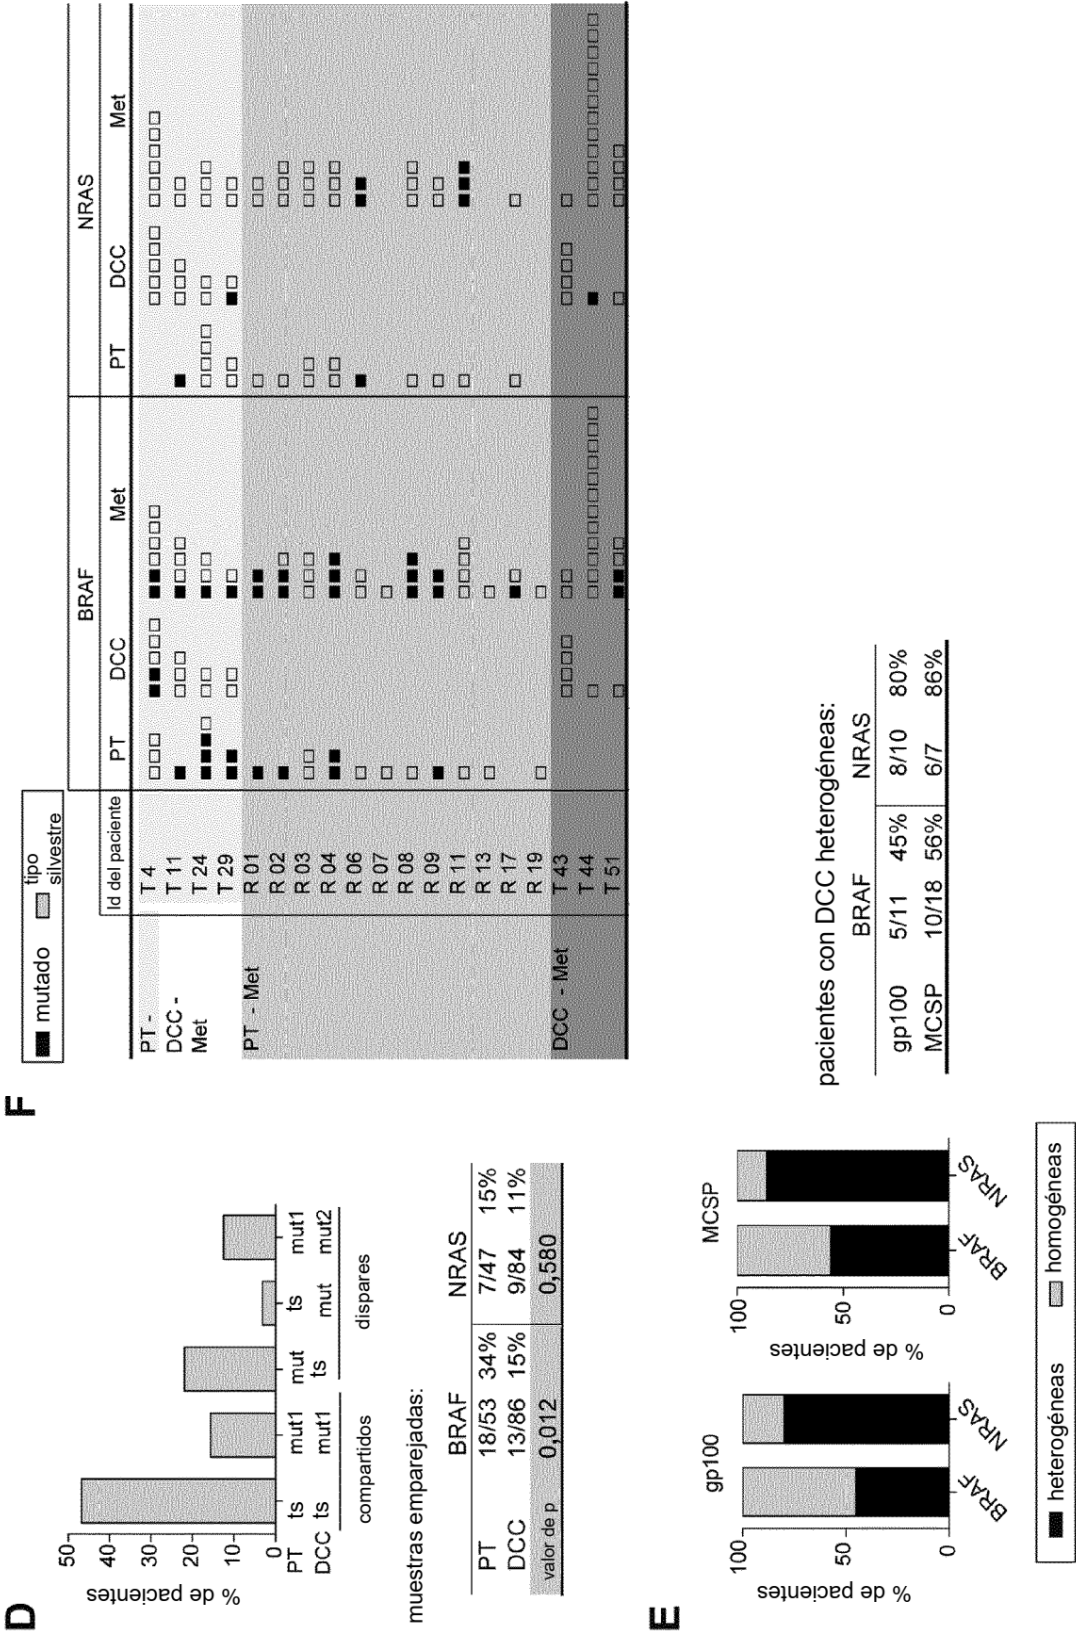 D
% de pacientes
50
40
30
20
10
0
PT ts mut1 mut ts mut1
DCC ts mut1 ts mut mut2
compartidos dispares
muestras emparejadas:
BRAF NRAS
PT 18/53 34% 7/47 15%
DCC 13/86 15% 9/84 11%
valor de p 0,012 0,580
E
gp100
% de pacientes
100
50
0
BRAF NRAS
MCSP
% de pacientes
100
50
0
BRAF NRAS
heterogéneas homogéneas
pacientes con DCC heterogéneas:
BRAF NRAS
gp100 5/11 45% 8/10 80%
MCSP 10/18 56% 6/7 86%
F
mutado tipo silvestre
BRAF NRAS
Id del paciente PT DCC Met PT DCC Met
PT - T 4
DCC - T 11
Met T 24
T 29
PT - Met R 01
R 02
R 03
R 04
R 06
R 07
R 08
R 09
R 11
R 13
R 17
R 19
DCC - Met T 43
T 44
T 51